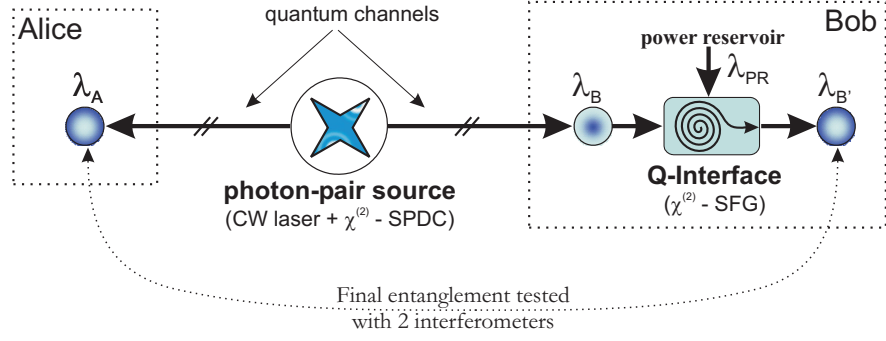 quantum channels
Alice
Bob
power reservoir
λA
λB
λPR
λB'
photon-pair source
(CW laser + χ(2) - SPDC)
Q-Interface
(χ(2) - SFG)
Final entanglement tested
with 2 interferometers